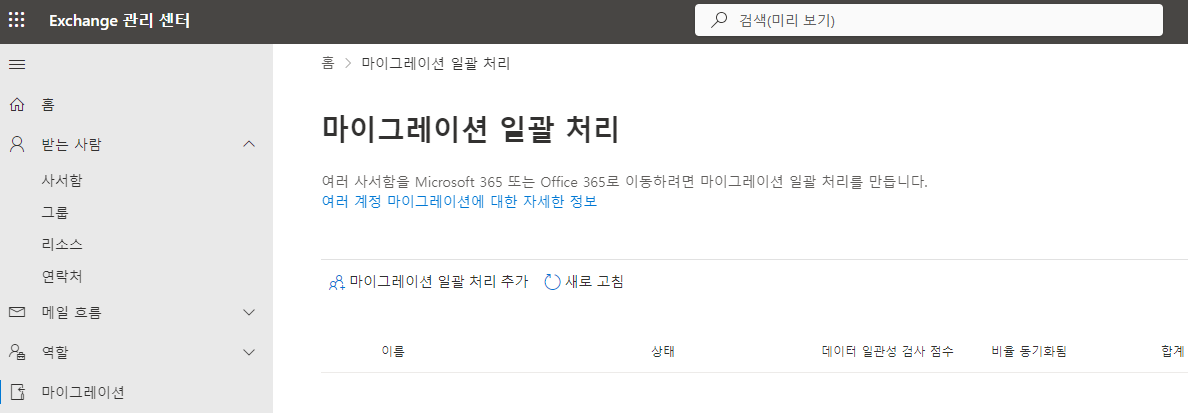 Exchange 관리 센터
검색(미리 보기)
홈
받는 사람
사서함
그룹
리소스
연락처
메일 흐름
역할
마이그레이션
홈 > 마이그레이션 일괄 처리
마이그레이션 일괄 처리
여러 사서함을 Microsoft 365 또는 Office 365로 이동하려면 마이그레이션 일괄 처리를 만듭니다.
여러 계정 마이그레이션에 대한 자세한 정보
마이그레이션 일괄 처리 추가 새로 고침
이름 상태 데이터 일관성 검사 점수 비율 동기화됨 합계